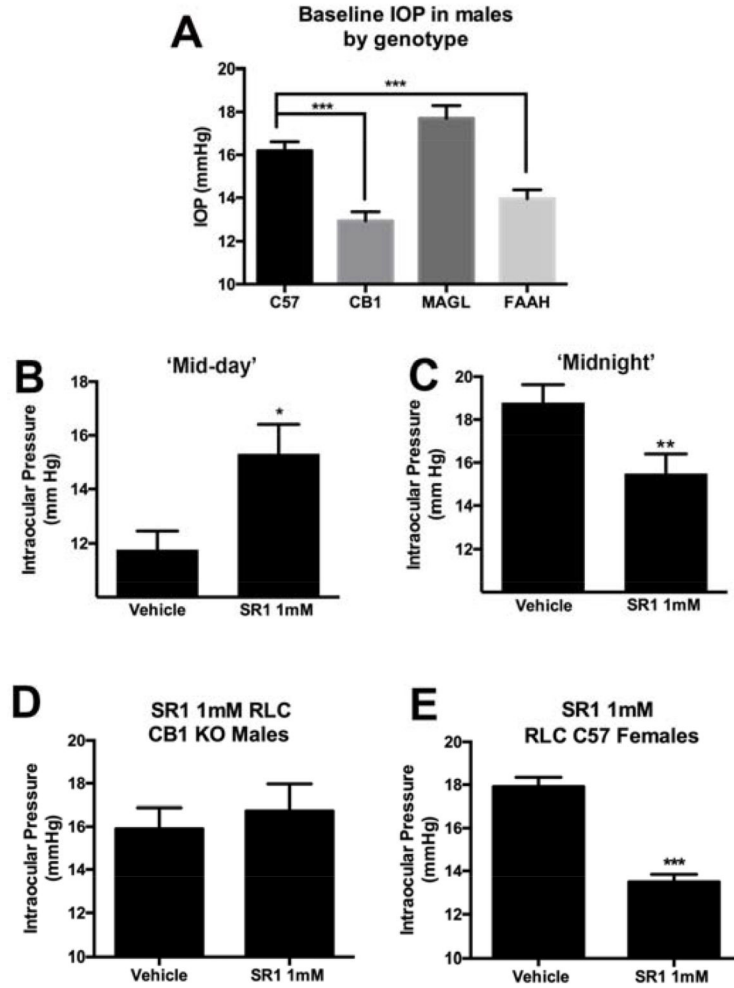 A
Baseline IOP in males
by genotype
IOP (mmHg)
20
18
16
14
12
10
***
***
C57 CB1 MAGL FAAH
B
'Mid-day'
Intraocular Pressure
(mm Hg)
18
16
14
12
*
Vehicle SR1 1mM
C
'Midnight'
Intraocular Pressure
(mm Hg)
20
18
16
14
12
**
Vehicle SR1 1mM
D
SR1 1mM RLC
CB1 KO Males
Intraocular Pressure
(mmHg)
20
18
16
14
12
10
Vehicle SR1 1mM
E
SR1 1mM
RLC C57 Females
Intraocular Pressure
(mmHg)
20
18
16
14
12
10
***
Vehicle SR1 1mM